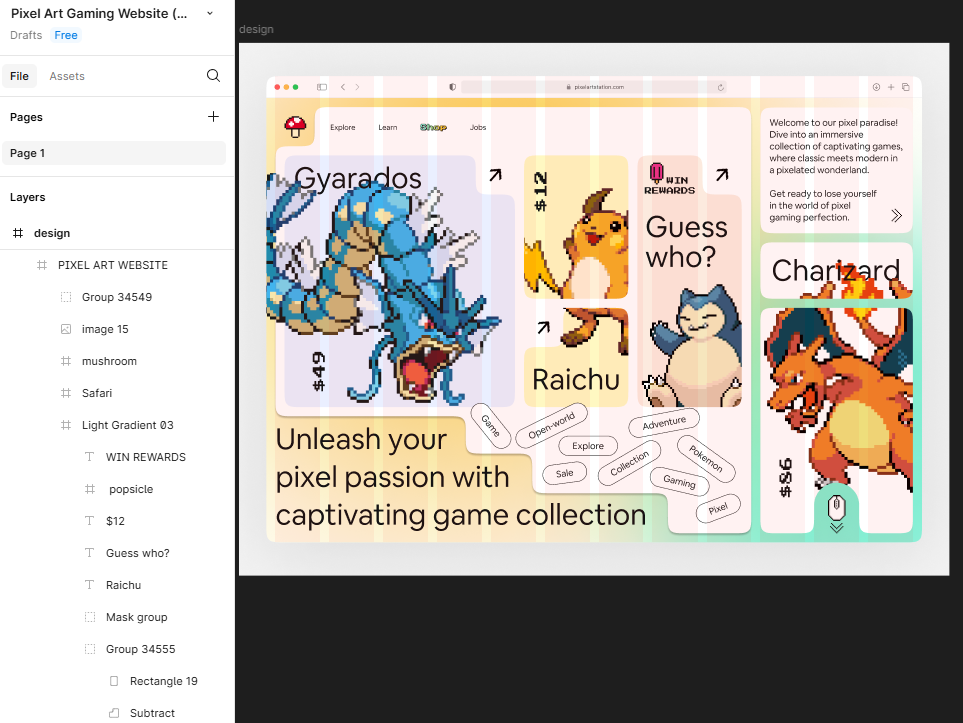 Pixel Art Gaming Website (...
Drafts
Free
File
Assets
Pages
Page 1
Layers
design
PIXEL ART WEBSITE
Group 34549
image 15
mushroom
Safari
Light Gradient 03
WIN REWARDS
popsicle
$12
Guess who?
Raichu
Mask group
Group 34555
Rectangle 19
Subtract
design
pixelartstation.com
Explore
Learn
Shop
Jobs
Gyarados
$49
$12
Raichu
WIN
REWARDS
Guess
who?
Welcome to our pixel paradise!
Dive into an immersive
collection of captivating games,
where classic meets modern in
a pixelated wonderland.
Get ready to lose yourself
in the world of pixel
gaming perfection.
Charizard
$86
Unleash your
pixel passion with
captivating game collection
Game
Open-world
Explore
Sale
Collection
Adventure
Pokemon
Gaming
Pixel